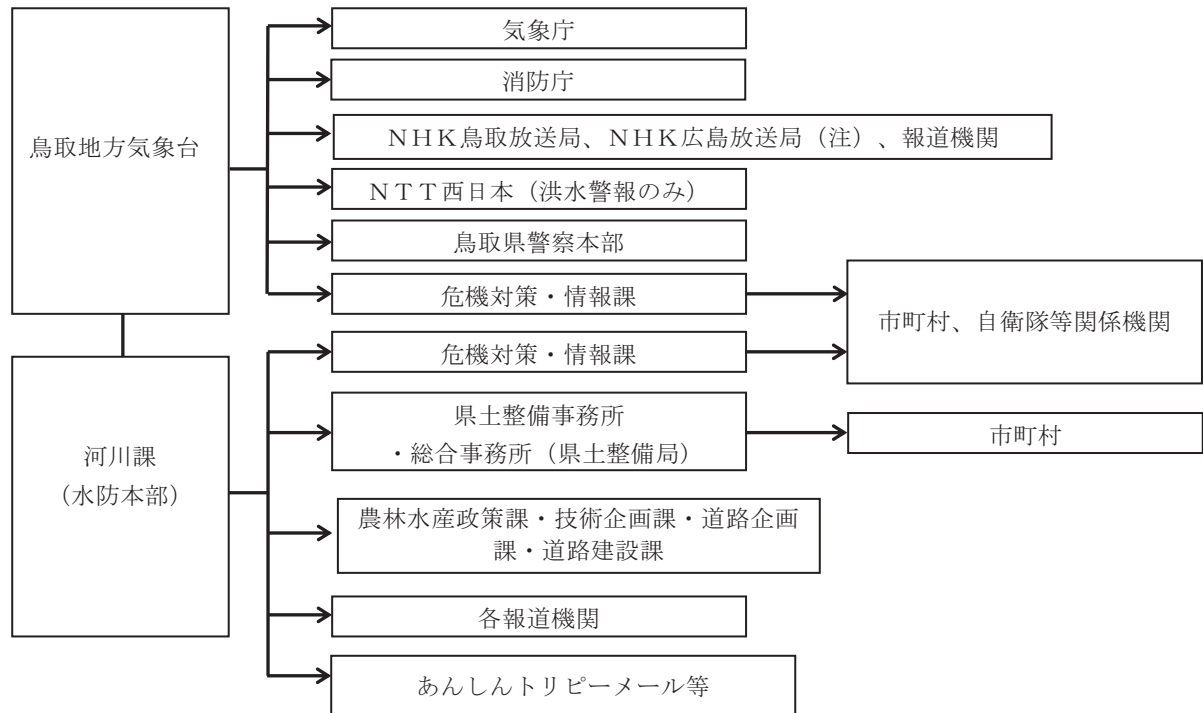 気象庁
消防庁
鳥取地方気象台
ＮＨＫ鳥取放送局、ＮＨＫ広島放送局（注）、報道機関
ＮＴＴ西日本（洪水警報のみ）
鳥取県警察本部
危機対策・情報課
市町村、自衛隊等関係機関
危機対策・情報課
河川課
（水防本部）
県土整備事務所
・総合事務所（県土整備局）
市町村
農林水産政策課・技術企画課・道路企画
課・道路建設課
各報道機関
あんしんトリピーメール等